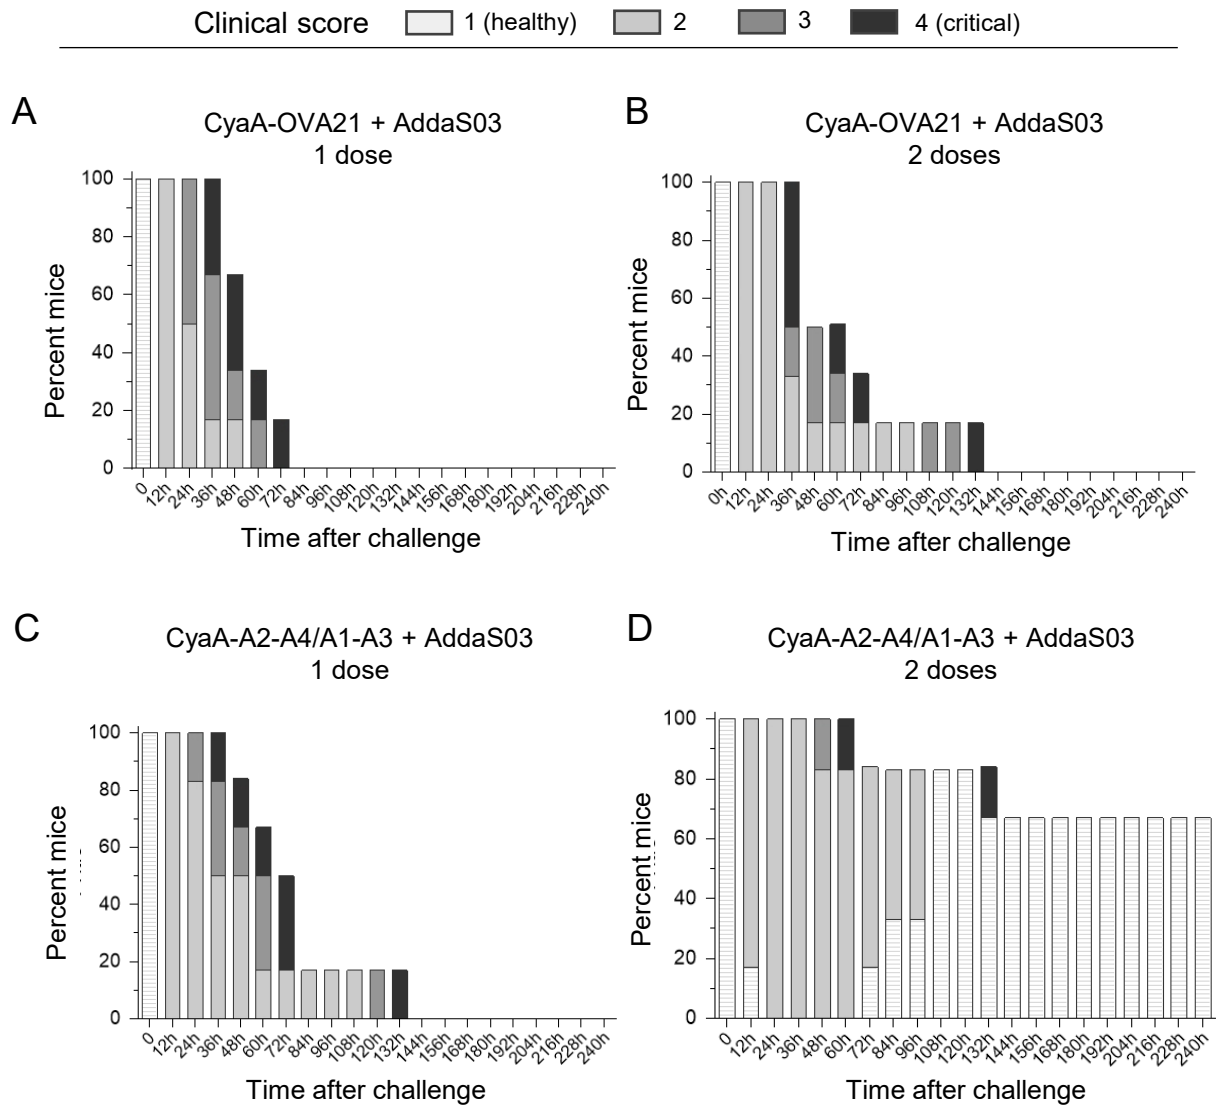 Clinical score 1 (healthy) 2 3 4 (critical)
A
CyaA-OVA21 + AddaS03
1 dose
Percent mice
100
80
60
40
20
0
0 12h 24h 36h 48h 60h 72h 84h 96h 108h 120h 132h 144h 156h 168h 180h 192h 204h 216h 228h 240h
Time after challenge
B
CyaA-OVA21 + AddaS03
2 doses
Percent mice
100
80
60
40
20
0
0h 12h 24h 36h 48h 60h 72h 84h 96h 108h 120h 132h 144h 156h 168h 180h 192h 204h 216h 228h 240h
Time after challenge
C
CyaA-A2-A4/A1-A3 + AddaS03
1 dose
Percent mice
100
80
60
40
20
0
0 12h 24h 36h 48h 60h 72h 84h 96h 108h 120h 132h 144h 156h 168h 180h 192h 204h 216h 228h 240h
Time after challenge
D
CyaA-A2-A4/A1-A3 + AddaS03
2 doses
Percent mice
100
80
60
40
20
0
0 12h 24h 36h 48h 60h 72h 84h 96h 108h 120h 132h 144h 156h 168h 180h 192h 204h 216h 228h 240h
Time after challenge